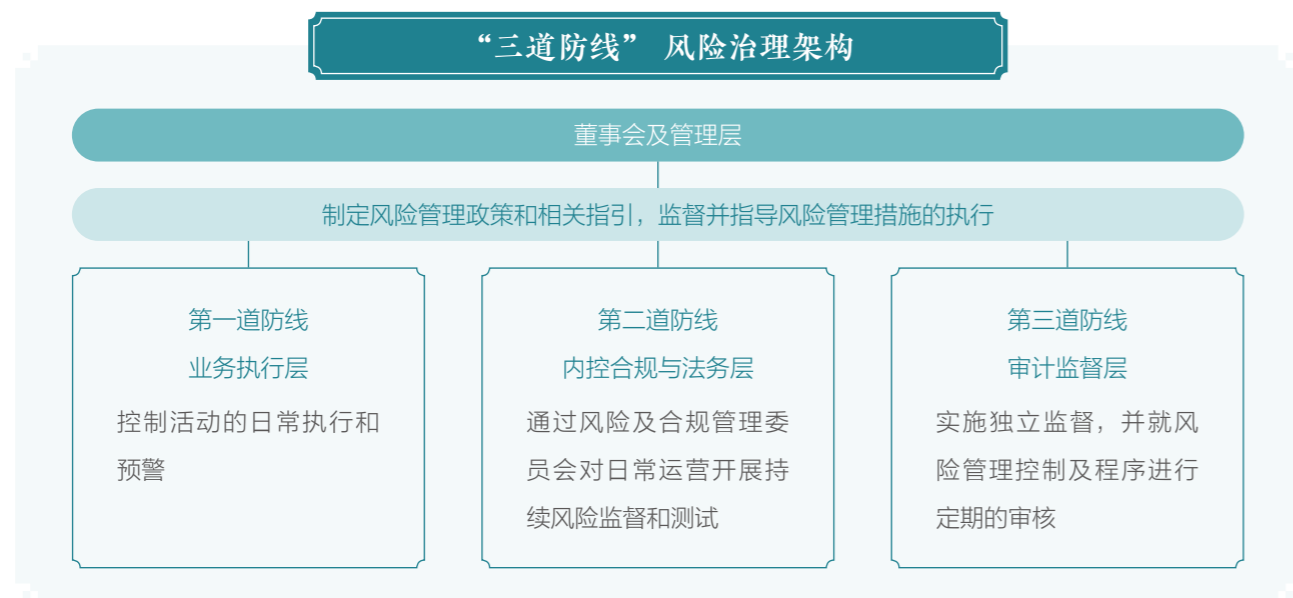 “三道防线” 风险治理架构
董事会及管理层
制定风险管理政策和相关指引，监督并指导风险管理措施的执行
第一道防线
业务执行层
控制活动的日常执行和
预警
第二道防线
内控合规与法务层
通过风险及合规管理委
员会对日常运营开展持
续风险监督和测试
第三道防线
审计监督层
实施独立监督，并就风
险管理控制及程序进行
定期的审核